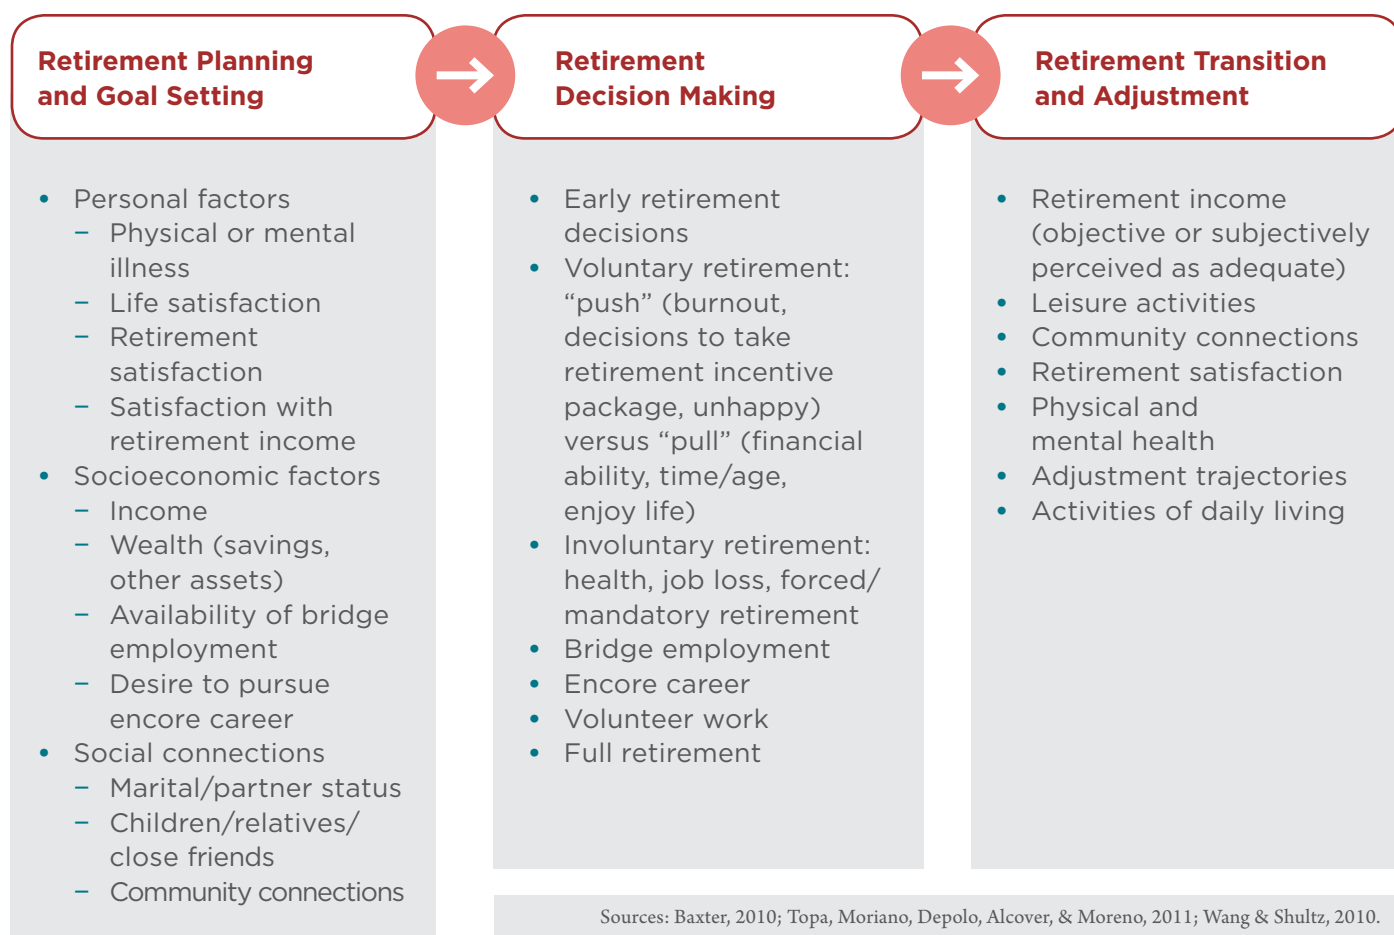 Retirement Planning
and Goal Setting
• Personal factors
– Physical or mental
illness
– Life satisfaction
– Retirement
satisfaction
– Satisfaction with
retirement income
• Socioeconomic factors
– Income
– Wealth (savings,
other assets)
– Availability of bridge
employment
– Desire to pursue
encore career
• Social connections
– Marital/partner status
– Children/relatives/
close friends
– Community connections
Retirement
Decision Making
• Early retirement
decisions
• Voluntary retirement:
“push” (burnout,
decisions to take
retirement incentive
package, unhappy)
versus “pull” (financial
ability, time/age,
enjoy life)
• Involuntary retirement:
health, job loss, forced/
mandatory retirement
• Bridge employment
• Encore career
• Volunteer work
• Full retirement
Retirement Transition
and Adjustment
• Retirement income
(objective or subjectively
perceived as adequate)
• Leisure activities
• Community connections
• Retirement satisfaction
• Physical and
mental health
• Adjustment trajectories
• Activities of daily living
Sources: Baxter, 2010; Topa, Moriano, Depolo, Alcover, & Moreno, 2011; Wang & Shultz, 2010.